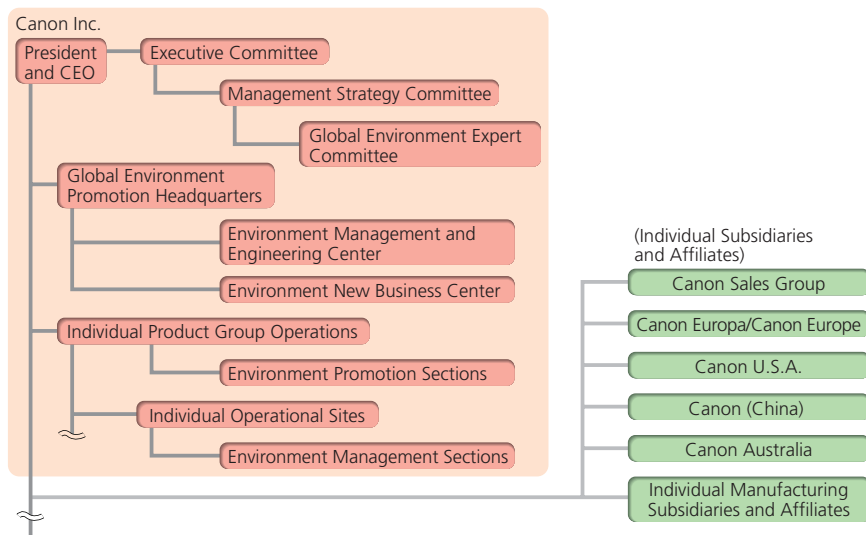 Canon Inc.
President
and CEO
Executive Committee
Management Strategy Committee
Global Environment Expert
Committee
Global Environment
Promotion Headquarters
Environment Management and
Engineering Center
Environment New Business Center
Individual Product Group Operations
Environment Promotion Sections
Individual Operational Sites
Environment Management Sections
(Individual Subsidiaries
and Affiliates)
Canon Sales Group
Canon Europa/Canon Europe
Canon U.S.A.
Canon (China)
Canon Australia
Individual Manufacturing
Subsidiaries and Affiliates